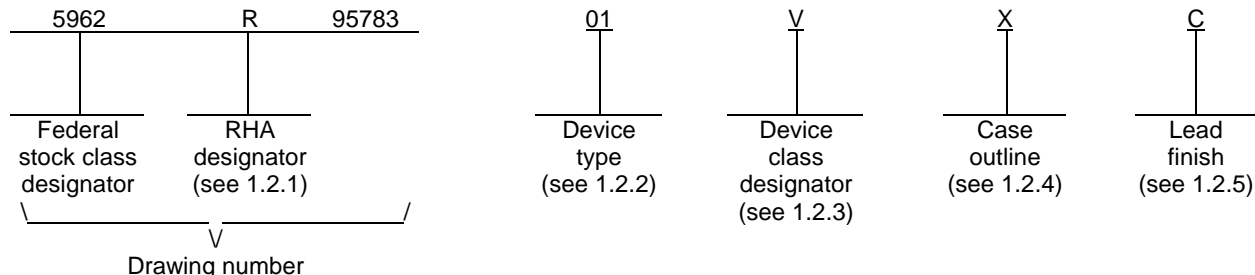 5962 R 95783 01 V X C
Federal RHA Device Device Case Lead
stock class designator type class outline finish
designator (see 1.2.1) (see 1.2.2) designator (see 1.2.4) (see 1.2.5)
(see 1.2.3)
Drawing number